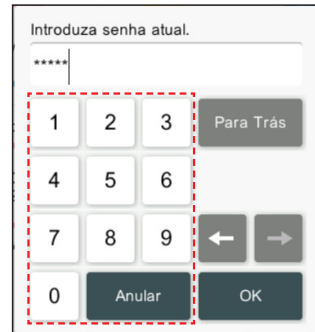 Introduza senha atual.
*****
1 2 3 Para Trás
4 5 6
7 8 9 ← →
0 Anular OK